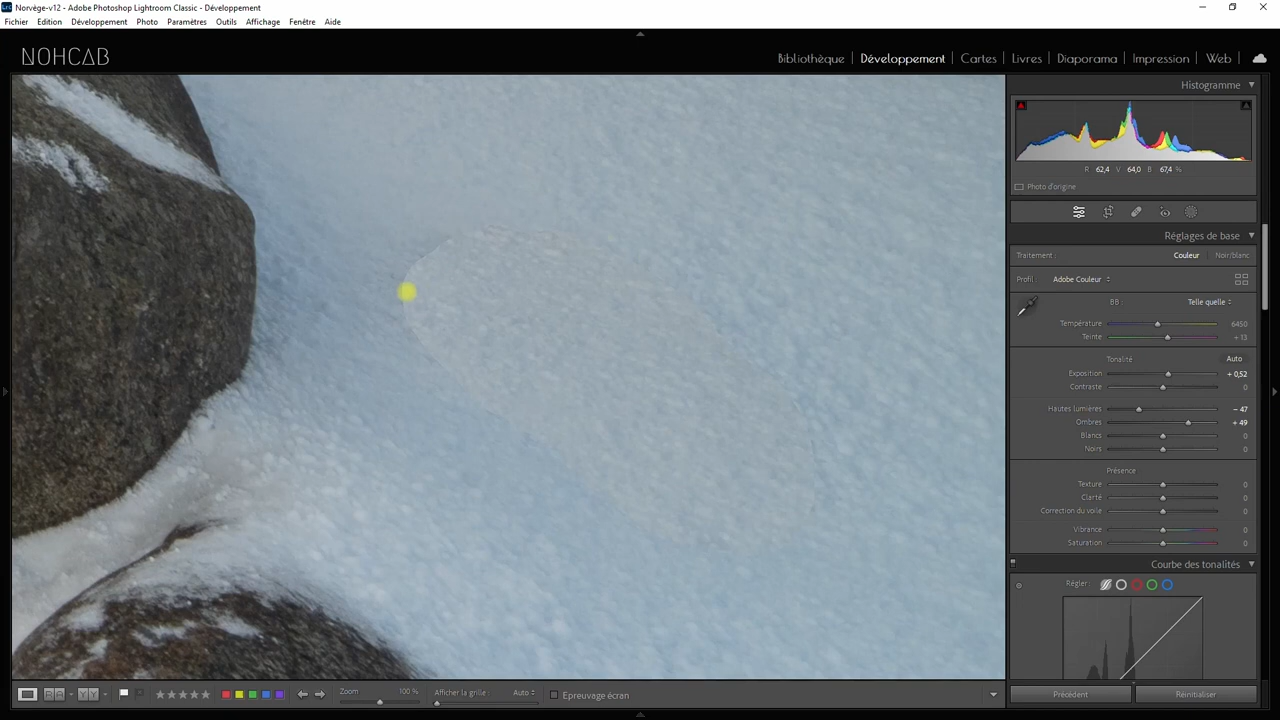 Norvège-v12 - Adobe Photoshop Lightroom Classic - Développement
Fichier Edition Développement Photo Paramètres Outils Affichage Fenêtre Aide
NOHCAB
Bibliothèque | Développement | Cartes | Livres | Diaporama | Impression | Web
Histogramme
R 62,4 V 64,0 B 67,4 %
Photo d'origine
Réglages de base
Traitement : Couleur Noir/blanc
Profil : Adobe Couleur
BB : Telle quelle
Température 6450
Teinte + 13
Tonalité Auto
Exposition + 0,52
Contraste 0
Hautes lumières - 47
Ombres + 49
Blancs 0
Noirs 0
Présence
Texture 0
Clarté 0
Correction du voile 0
Vibrance 0
Saturation 0
Courbe des tonalités
Régler :
Précédent Réinitialiser
Zoom 100 % Afficher la grille : Auto Epreuvage écran